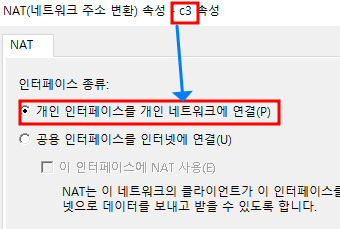 NAT(네트워크 주소 변환) 속성 - c3 속성
NAT
인터페이스 종류:
개인 인터페이스를 개인 네트워크에 연결(P)
공용 인터페이스를 인터넷에 연결(U)
이 인터페이스에 NAT 사용(E)
NAT는 이 네트워크의 클라이언트가 이 인터페이스를
넷으로 데이터를 보내고 받을 수 있도록 합니다.